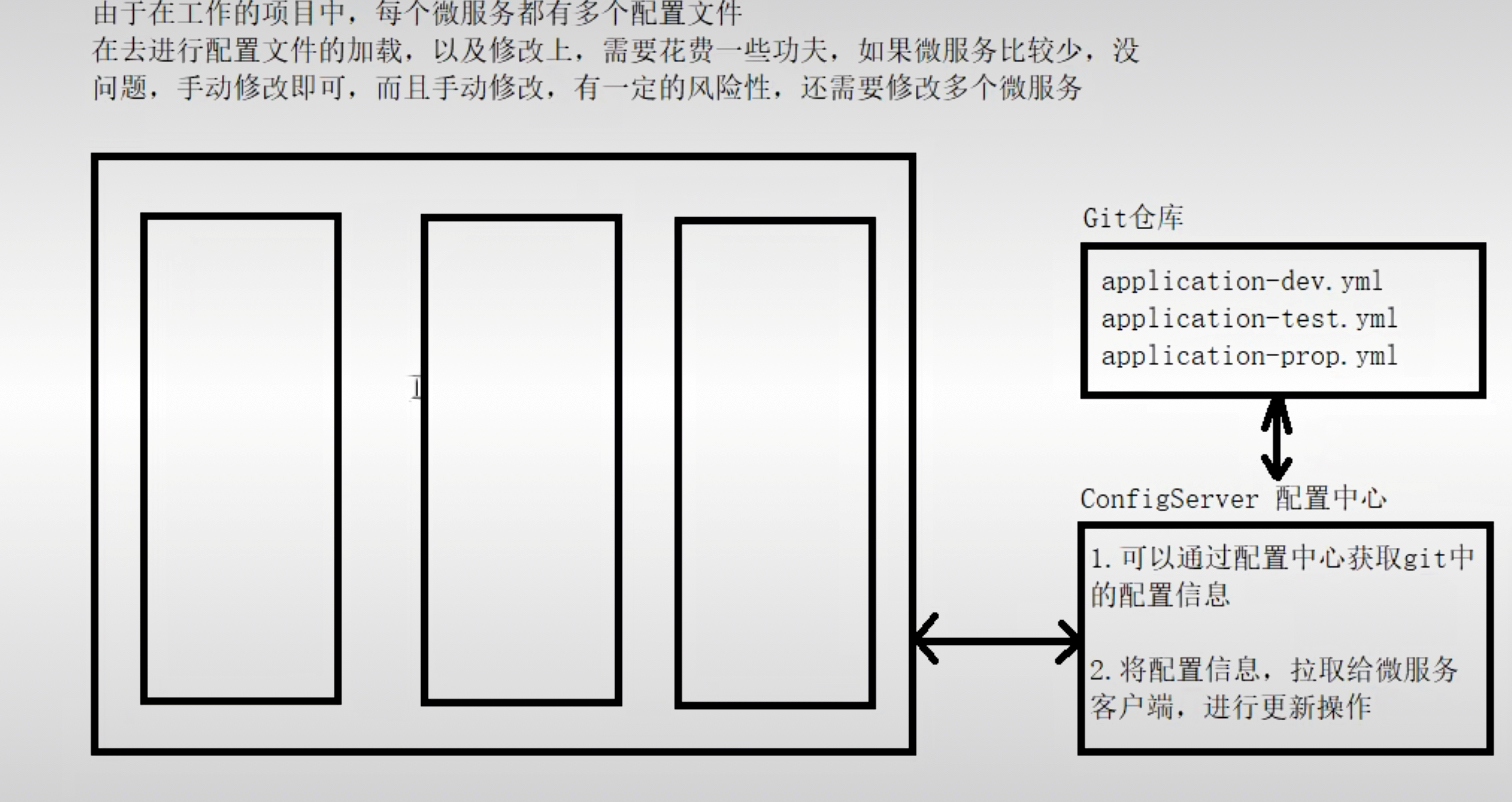 由于在工作的项目中，每个微服务都有多个配置文件
在去进行配置文件的加载，以及修改上，需要花费一些功夫，如果微服务比较少，没
问题，手动修改即可，而且手动修改，有一定的风险性，还需要修改多个微服务
Git仓库
application-dev.yml
application-test.yml
application-prop.yml
ConfigServer 配置中心
1.可以通过配置中心获取git中
的配置信息
2.将配置信息，拉取给微服务
客户端，进行更新操作